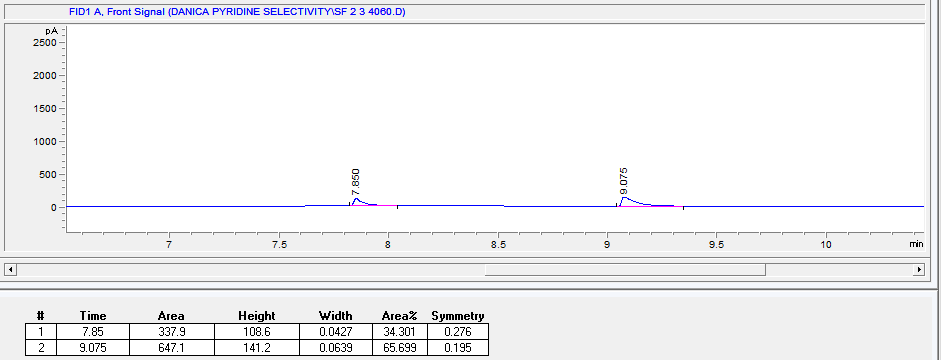 FID1 A, Front Signal (DANICA PYRIDINE SELECTIVITY\SF 2 3 4060.D)
pA
2500
2000
1500
1000
500
0
7.850
9.075
7 7.5 8 8.5 9 9.5 10 min
# Time Area Height Width Area% Symmetry
1 7.85 337.9 108.6 0.0427 34.301 0.276
2 9.075 647.1 141.2 0.0639 65.699 0.195